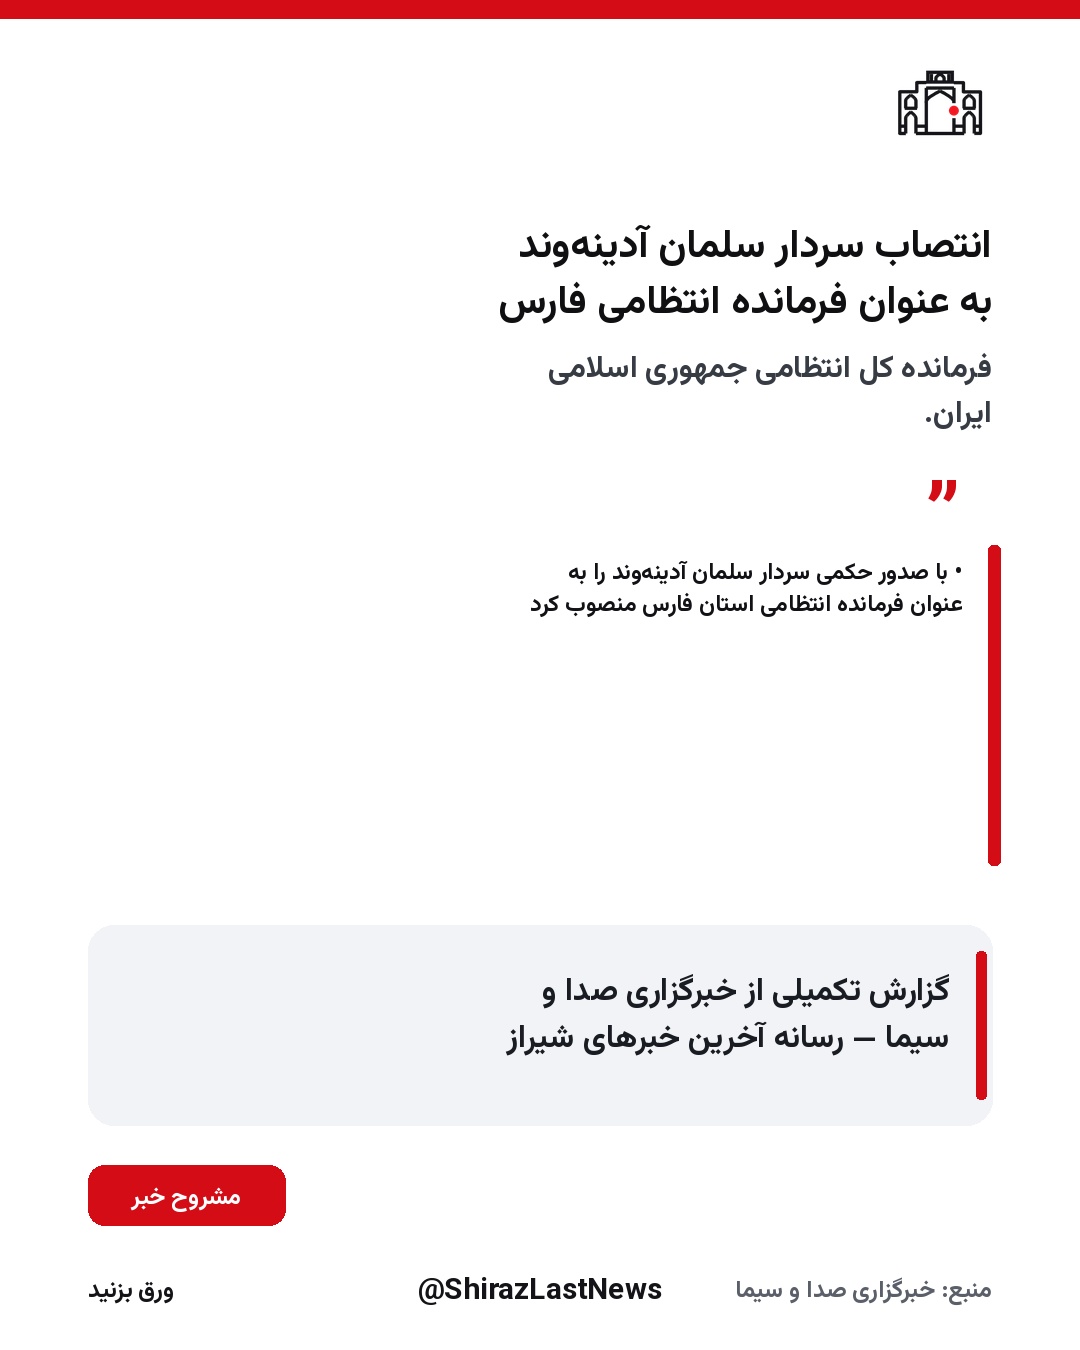 انتصاب سردار سلمان آدینه‌وند
به عنوان فرمانده انتظامی فارس
فرمانده کل انتظامی جمهوری اسلامی
ایران.
”
• با صدور حکمی سردار سلمان آدینه‌وند را به
عنوان فرمانده انتظامی استان فارس منصوب کرد
گزارش تکمیلی از خبرگزاری صدا و
سیما – رسانه آخرین خبرهای شیراز
مشروح خبر
منبع: خبرگزاری صدا و سیما
@ShirazLastNews
ورق بزنید